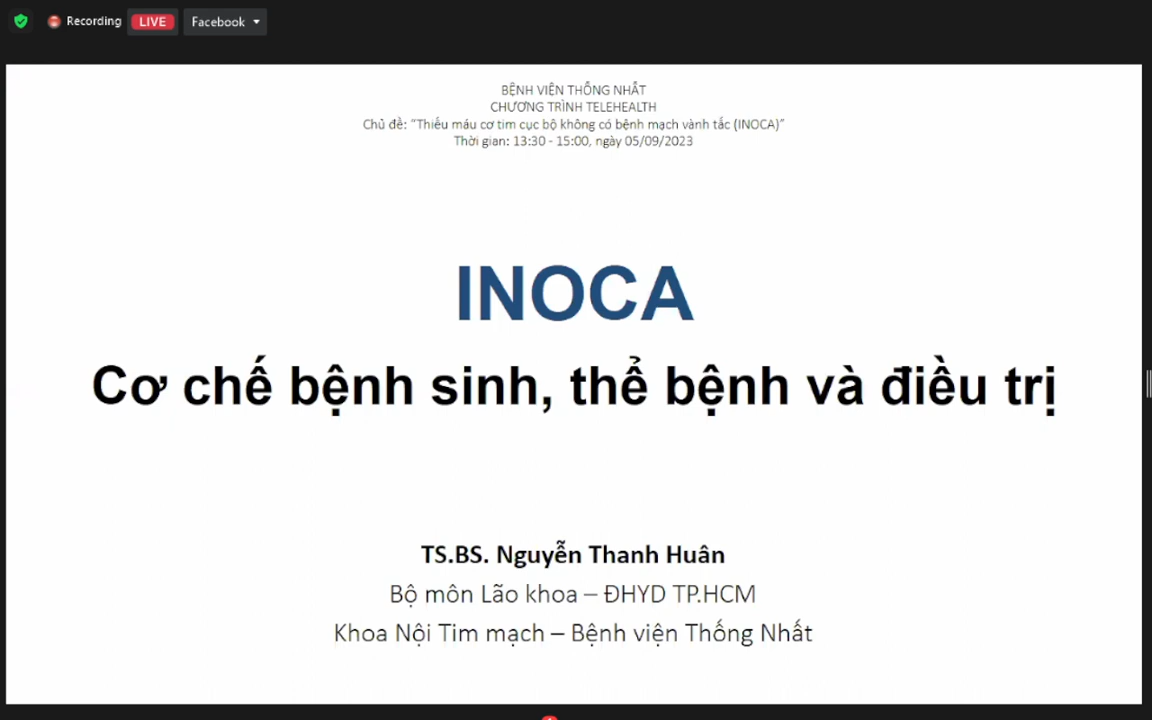 Recording LIVE Facebook
BỆNH VIỆN THỐNG NHẤT
CHƯƠNG TRÌNH TELEHEALTH
Chủ đề: “Thiếu máu cơ tim cục bộ không có bệnh mạch vành tắc (INOCA)”
Thời gian: 13:30 - 15:00, ngày 05/09/2023
INOCA
Cơ chế bệnh sinh, thể bệnh và điều trị
TS.BS. Nguyễn Thanh Huân
Bộ môn Lão khoa – ĐHYD TP.HCM
Khoa Nội Tim mạch – Bệnh viện Thống Nhất